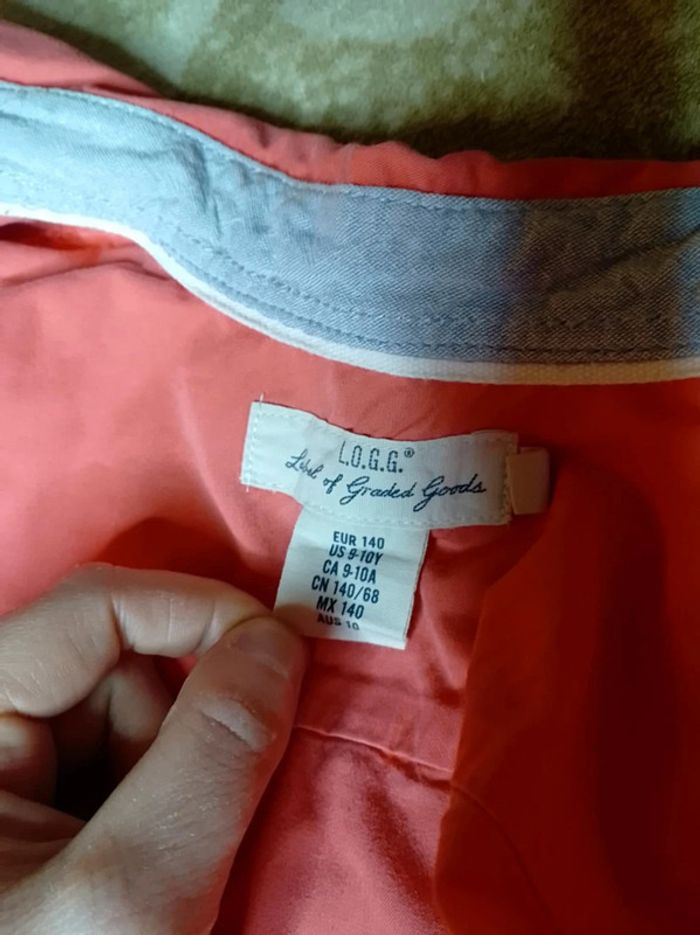 L.O.G.G.®
Label of Graded Goods
EUR 140
US 9-10Y
CA 9-10A
CN 140/68
MX 140
AUS 10